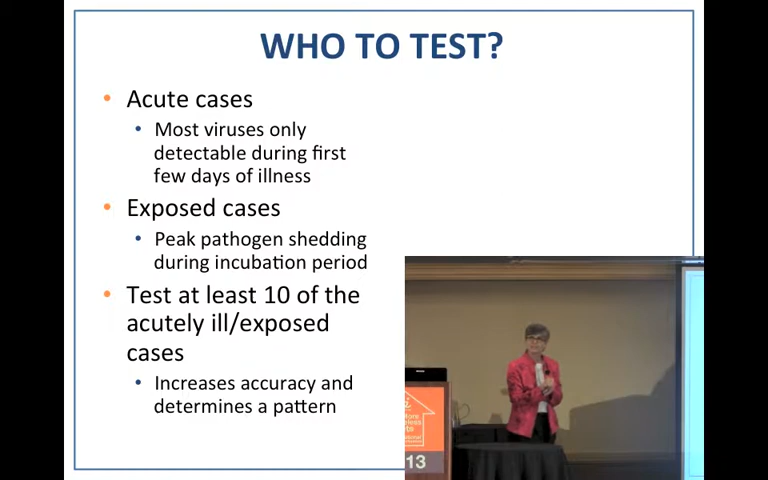 WHO TO TEST?
• Acute cases
• Most viruses only
detectable during first
few days of illness
• Exposed cases
• Peak pathogen shedding
during incubation period
• Test at least 10 of the
acutely ill/exposed
cases
• Increases accuracy and
determines a pattern
13